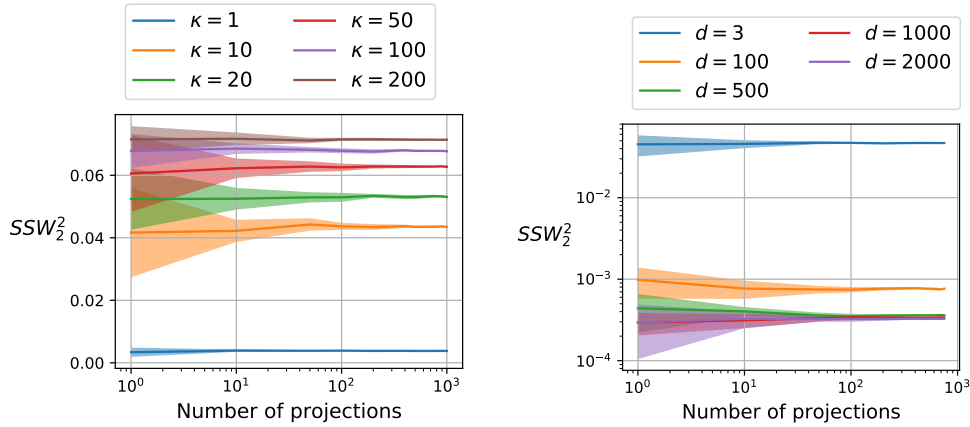 κ = 1
κ = 10
κ = 20
κ = 50
κ = 100
κ = 200
SSW₂²
0.06
0.04
0.02
0.00
10⁰
10¹
10²
10³
Number of projections
d = 3
d = 100
d = 500
d = 1000
d = 2000
SSW₂²
10⁻²
10⁻³
10⁻⁴
10⁰
10¹
10²
10³
Number of projections